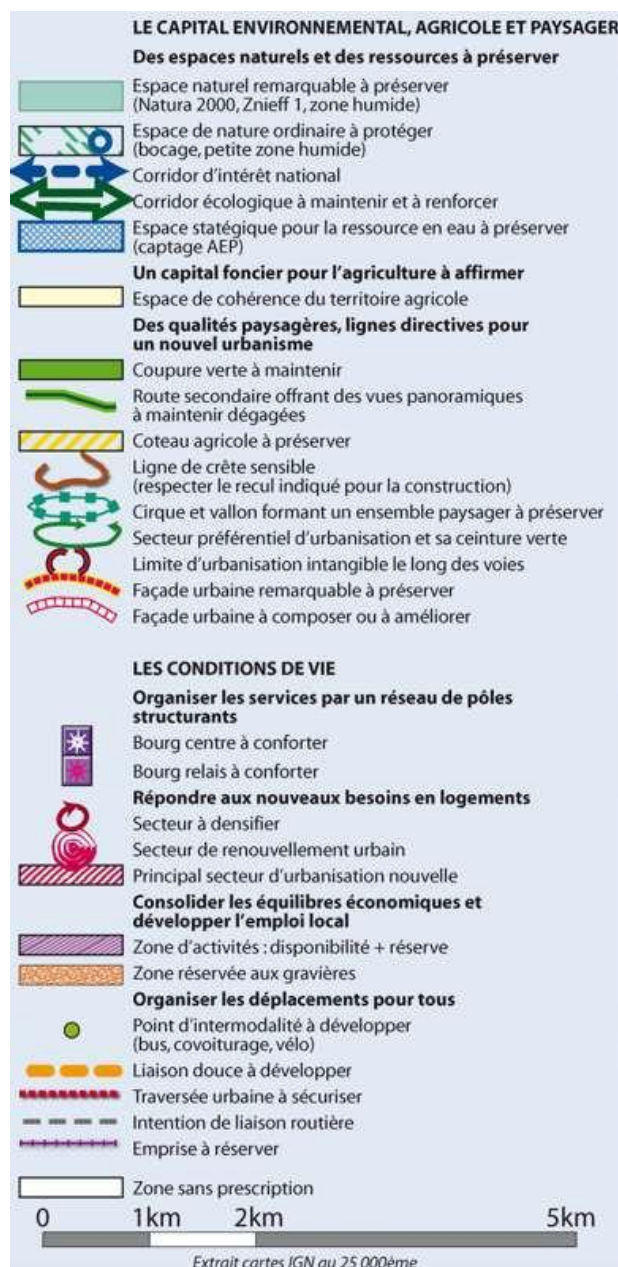 LE CAPITAL ENVIRONNEMENTAL, AGRICOLE ET PAYSAGER
Des espaces naturels et des ressources à préserver
Espace naturel remarquable à préserver
(Natura 2000, Znieff 1, zone humide)
Espace de nature ordinaire à protéger
(bocage, petite zone humide)
Corridor d'intérêt national
Corridor écologique à maintenir et à renforcer
Espace statégique pour la ressource en eau à préserver
(captage AEP)
Un capital foncier pour l'agriculture à affirmer
Espace de cohérence du territoire agricole
Des qualités paysagères, lignes directives pour
un nouvel urbanisme
Coupure verte à maintenir
Route secondaire offrant des vues panoramiques
à maintenir dégagées
Coteau agricole à préserver
Ligne de crête sensible
(respecter le recul indiqué pour la construction)
Cirque et vallon formant un ensemble paysager à préserver
Secteur préférentiel d'urbanisation et sa ceinture verte
Limite d'urbanisation intangible le long des voies
Façade urbaine remarquable à préserver
Façade urbaine à composer ou à améliorer
LES CONDITIONS DE VIE
Organiser les services par un réseau de pôles
structurants
Bourg centre à conforter
Bourg relais à conforter
Répondre aux nouveaux besoins en logements
Secteur à densifier
Secteur de renouvellement urbain
Principal secteur d'urbanisation nouvelle
Consolider les équilibres économiques et
développer l'emploi local
Zone d'activités : disponibilité + réserve
Zone réservée aux gravières
Organiser les déplacements pour tous
Point d'intermodalité à développer
(bus, covoiturage, vélo)
Liaison douce à développer
Traversée urbaine à sécuriser
Intention de liaison routière
Emprise à réserver
Zone sans prescription
0 1km 2km 5km
Extrait cartes IGN au 25 000ème